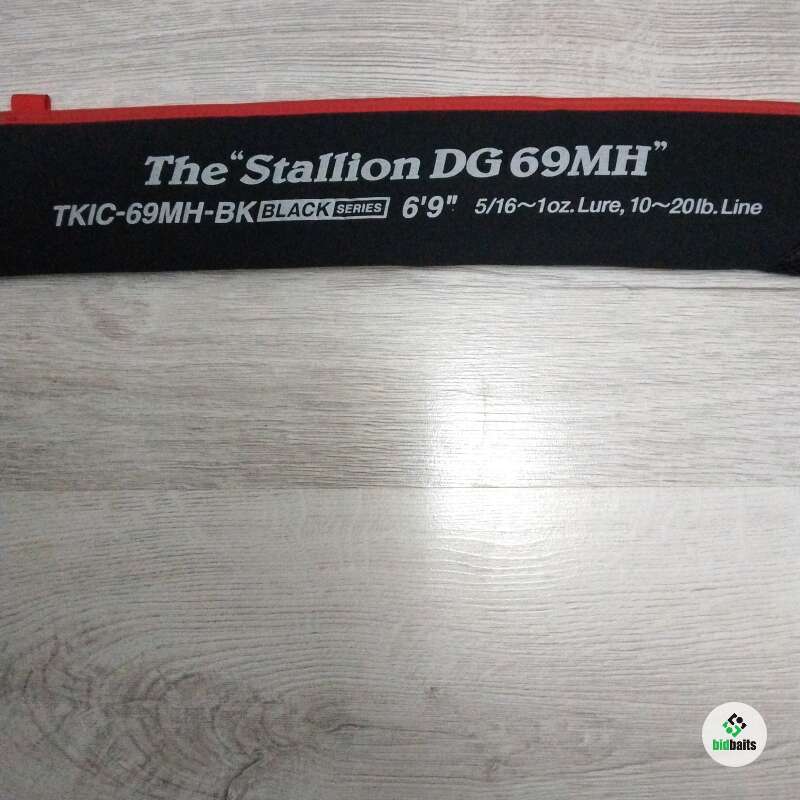 The "Stallion DG 69MH"
TKIC-69MH-BK BLACK SERIES 6'9" 5/16～1oz. Lure, 10～20lb. Line
bidbaits